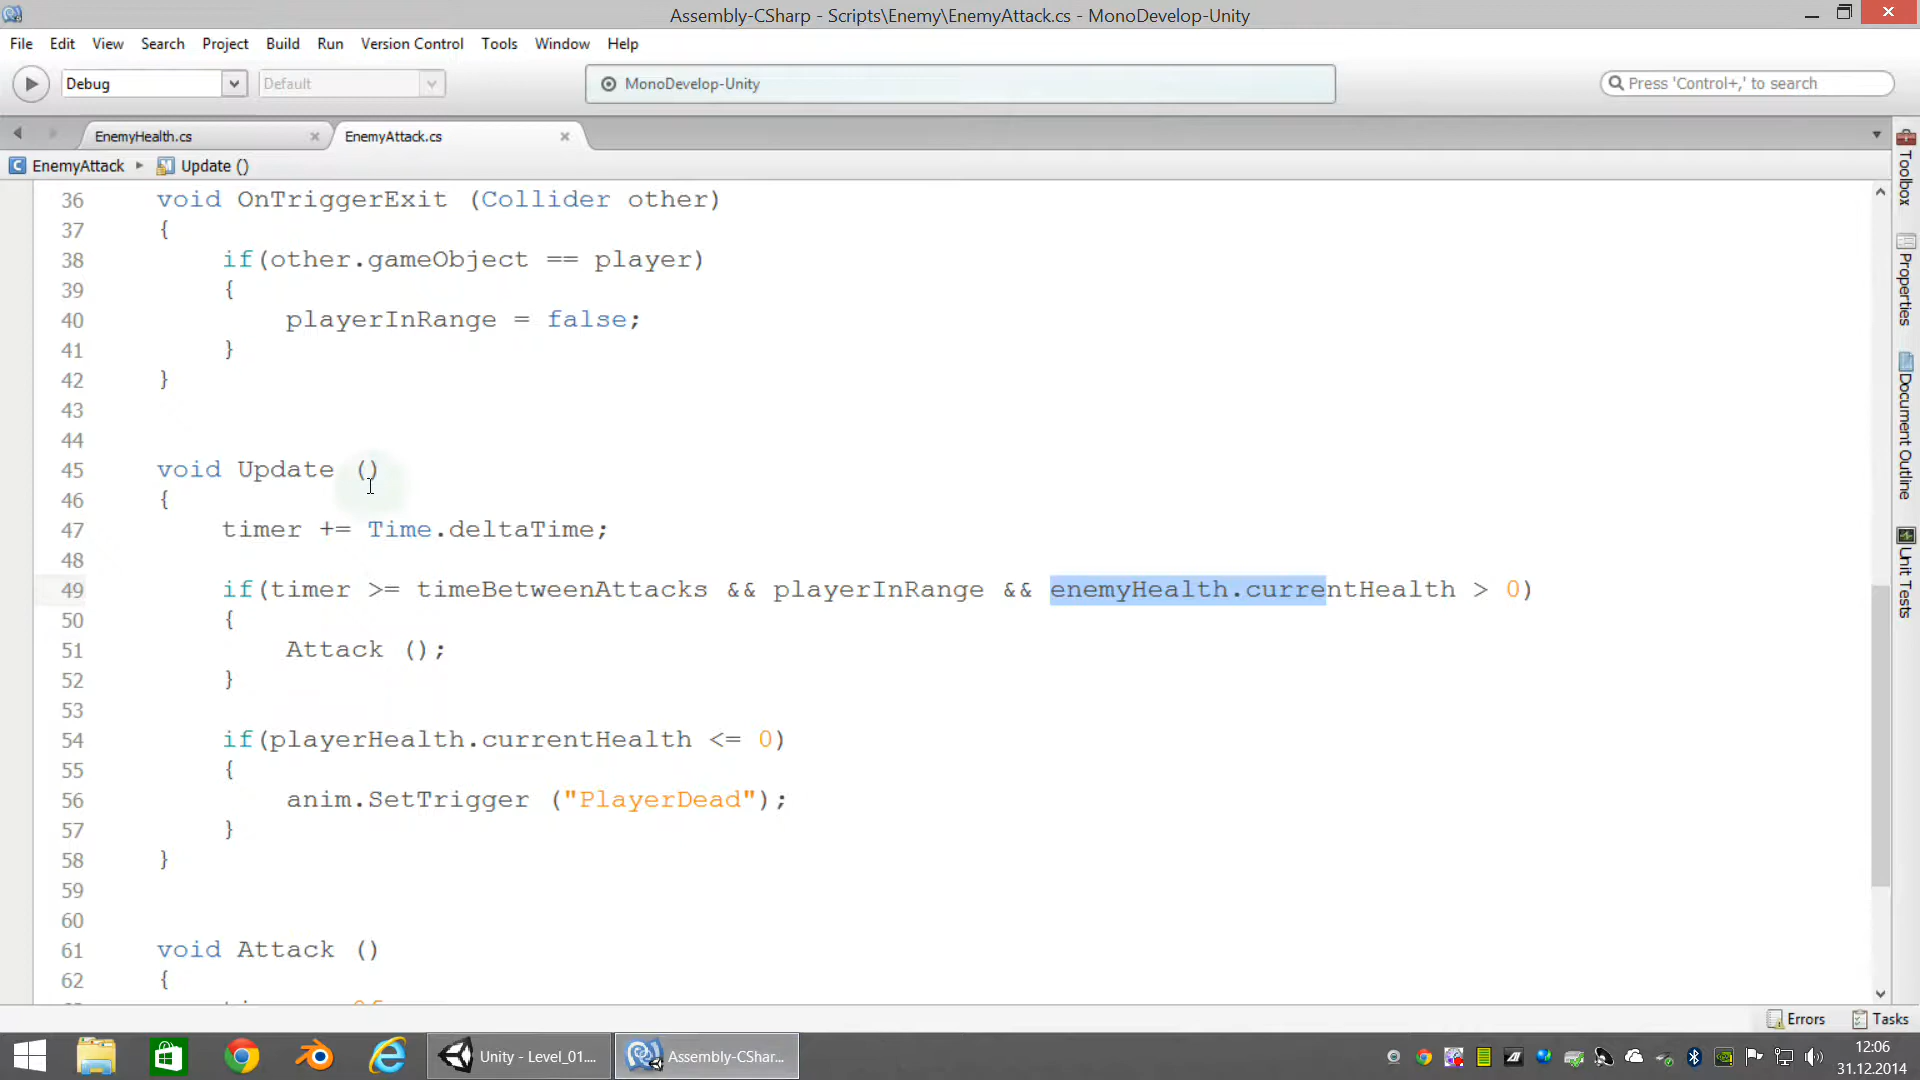 Assembly-CSharp - Scripts\Enemy\EnemyAttack.cs - MonoDevelop-Unity
File Edit View Search Project Build Run Version Control Tools Window Help
Debug Default MonoDevelop-Unity Press 'Control+,' to search
EnemyHealth.cs EnemyAttack.cs
EnemyAttack Update ()
36 void OnTriggerExit (Collider other)
37 {
38 if(other.gameObject == player)
39 {
40 playerInRange = false;
41 }
42 }
43
44
45 void Update ()
46 {
47 timer += Time.deltaTime;
48
49 if(timer >= timeBetweenAttacks && playerInRange && enemyHealth.currentHealth > 0)
50 {
51 Attack ();
52 }
53
54 if(playerHealth.currentHealth <= 0)
55 {
56 anim.SetTrigger ("PlayerDead");
57 }
58 }
59
60
61 void Attack ()
62 {
Toolbox
Properties
Document Outline
Unit Tests
Errors Tasks
Unity - Level_01.... Assembly-CShar...
12:06
31.12.2014